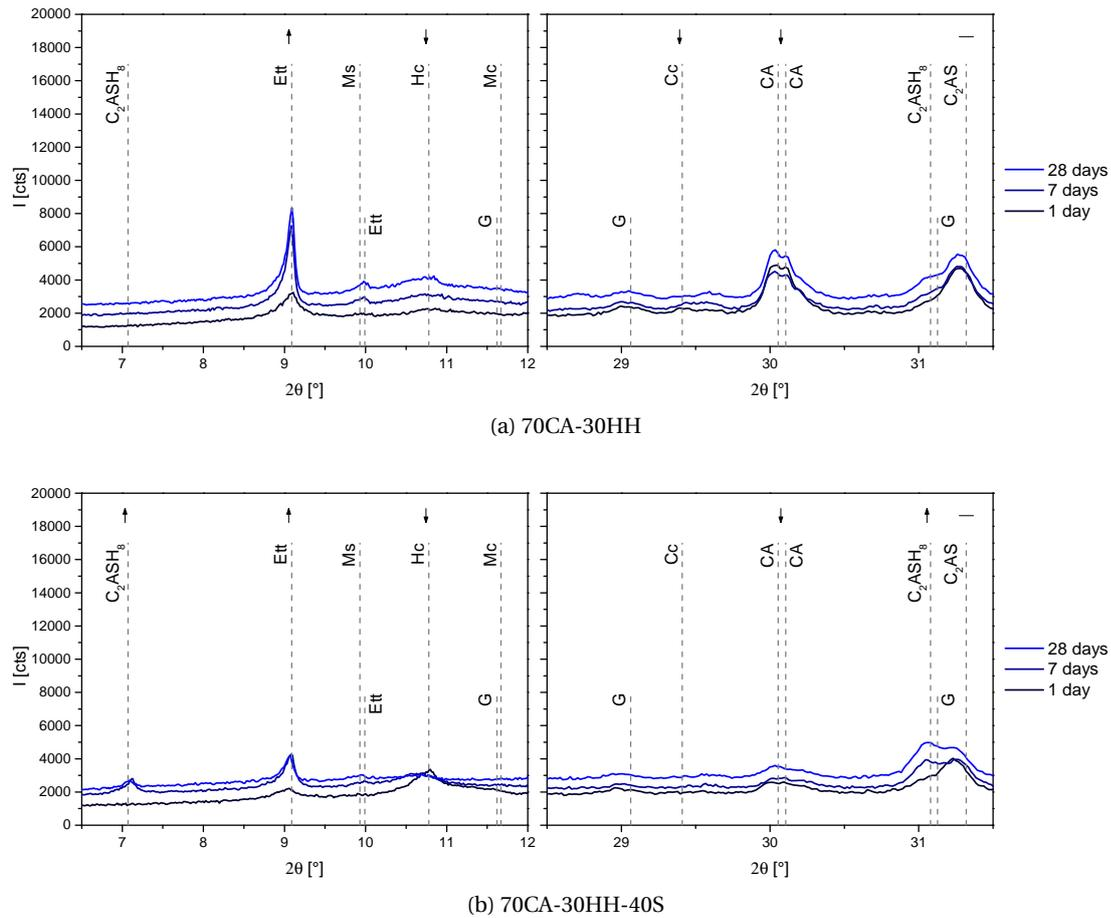 20000
18000
16000
14000
12000
10000
8000
6000
4000
2000
0
I [cts]
C₂ASH₈
Ett
Ms
Hc
Mc
Ett
G
7
8
9
10
11
12
2θ [°]
Cc
CA
CA
C₂ASH₈
C₂AS
G
G
29
30
31
2θ [°]
28 days
7 days
1 day
(a) 70CA-30HH
20000
18000
16000
14000
12000
10000
8000
6000
4000
2000
0
I [cts]
C₂ASH₈
Ett
Ms
Hc
Mc
Ett
G
7
8
9
10
11
12
2θ [°]
Cc
CA
CA
C₂ASH₈
C₂AS
G
G
29
30
31
2θ [°]
28 days
7 days
1 day
(b) 70CA-30HH-40S